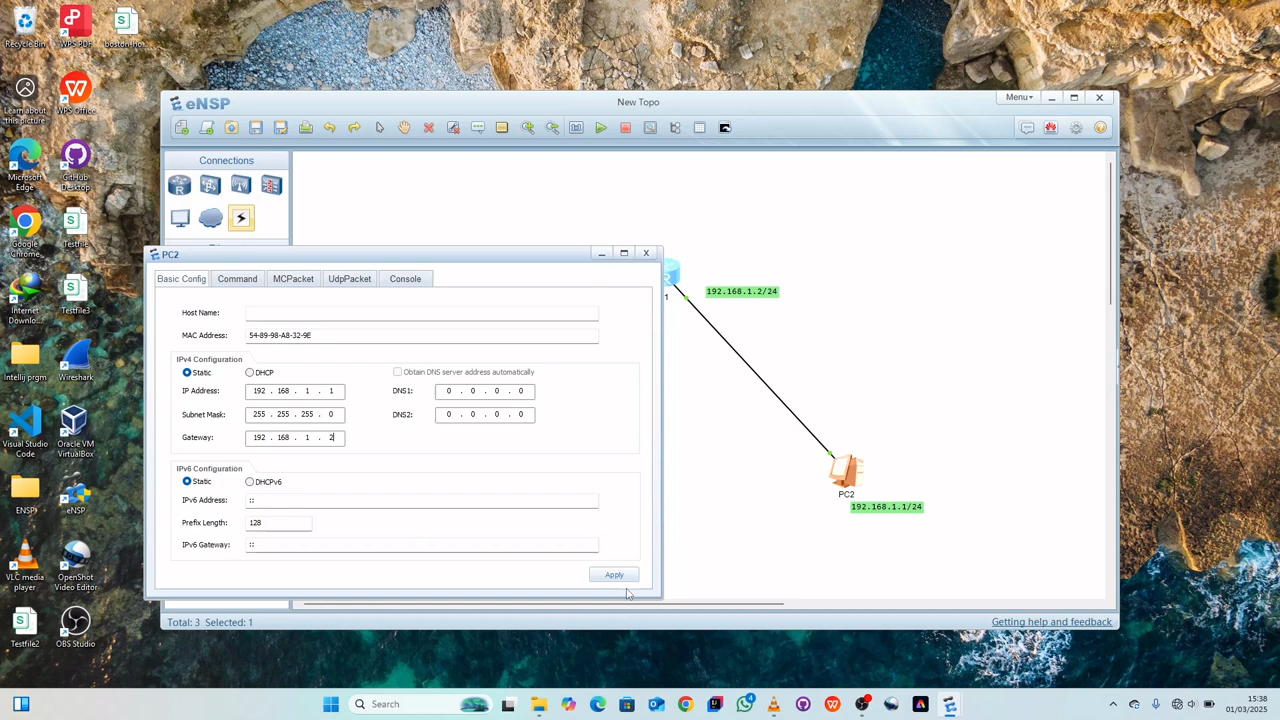 Recycle Bin
WPS PDF
boston-ho...
Learn about
this picture
WPS Office
Microsoft
Edge
GitHub
Desktop
Google
Chrome
Testfile
Internet
Downlo...
Testfile3
Intellij prgm
Wireshark
Visual Studio
Code
Oracle VM
VirtualBox
ENSP
eNSP
VLC media
player
OpenShot
Video Editor
Testfile2
OBS Studio
eNSP
New Topo
Menu
Connections
PC2
Basic Config
Command
MCPacket
UdpPacket
Console
Host Name:
MAC Address:
54-89-98-A8-32-9E
IPv4 Configuration
Static
DHCP
Obtain DNS server address automatically
IP Address:
192 . 168 . 1 . 1
DNS1:
0 . 0 . 0 . 0
Subnet Mask:
255 . 255 . 255 . 0
DNS2:
0 . 0 . 0 . 0
Gateway:
192 . 168 . 1 . 2
IPv6 Configuration
Static
DHCPv6
IPv6 Address:
::
Prefix Length:
128
IPv6 Gateway:
::
Apply
R
1
192.168.1.2/24
PC2
192.168.1.1/24
Total: 3 Selected: 1
Getting help and feedback
Search
4
15:38
01/03/2025